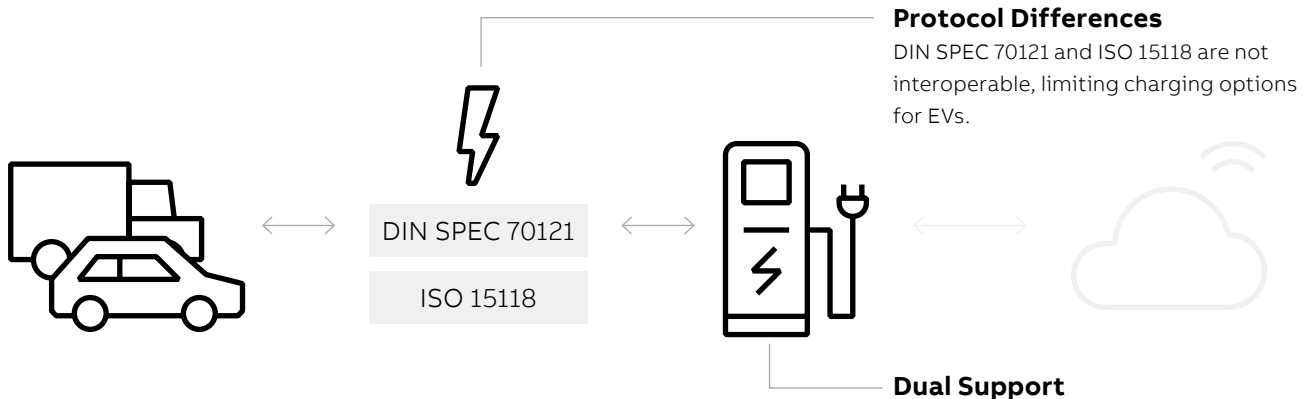 Protocol Differences
DIN SPEC 70121 and ISO 15118 are not
interoperable, limiting charging options
for EVs.
DIN SPEC 70121
ISO 15118
Dual Support